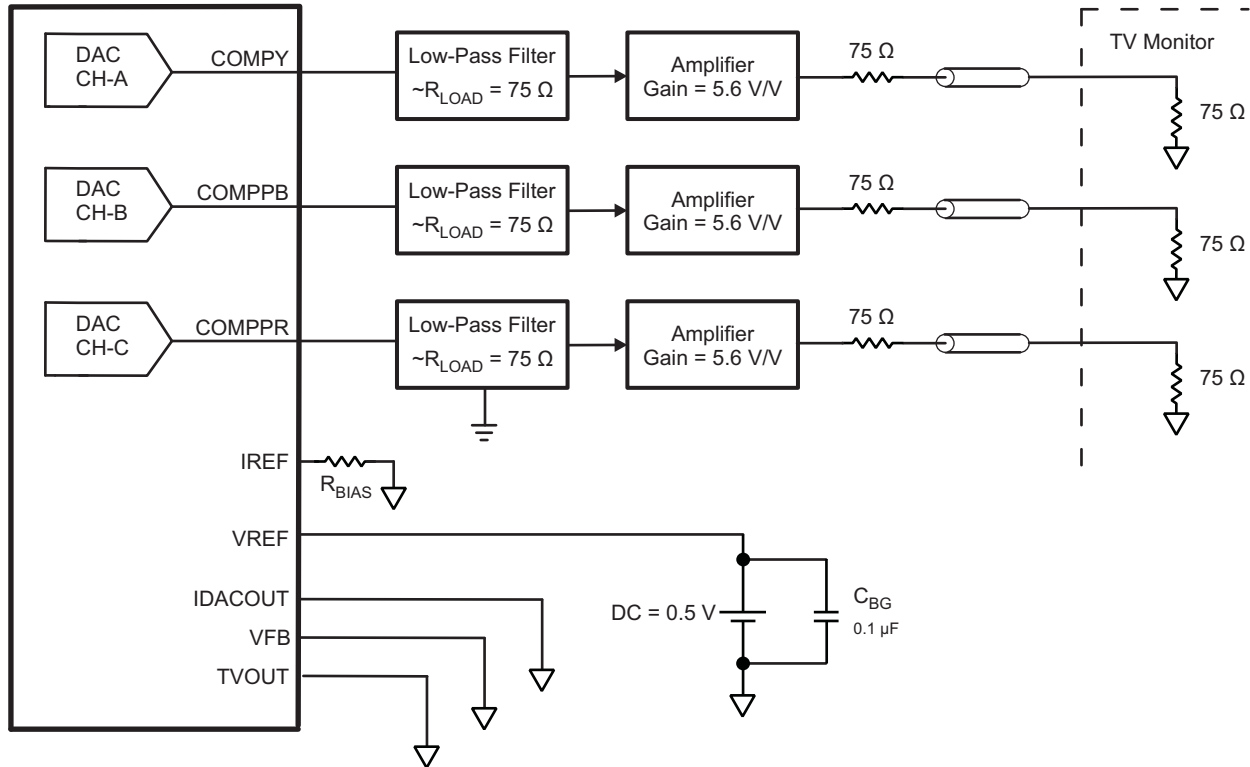 DAC
CH-A
COMPY
Low-Pass Filter
~R_LOAD = 75 Ω
Amplifier
Gain = 5.6 V/V
75 Ω
TV Monitor
75 Ω
DAC
CH-B
COMPPB
Low-Pass Filter
~R_LOAD = 75 Ω
Amplifier
Gain = 5.6 V/V
75 Ω
75 Ω
DAC
CH-C
COMPPR
Low-Pass Filter
~R_LOAD = 75 Ω
Amplifier
Gain = 5.6 V/V
75 Ω
75 Ω
IREF
R_BIAS
VREF
IDACOUT
VFB
TVOUT
DC = 0.5 V
C_BG
0.1 µF